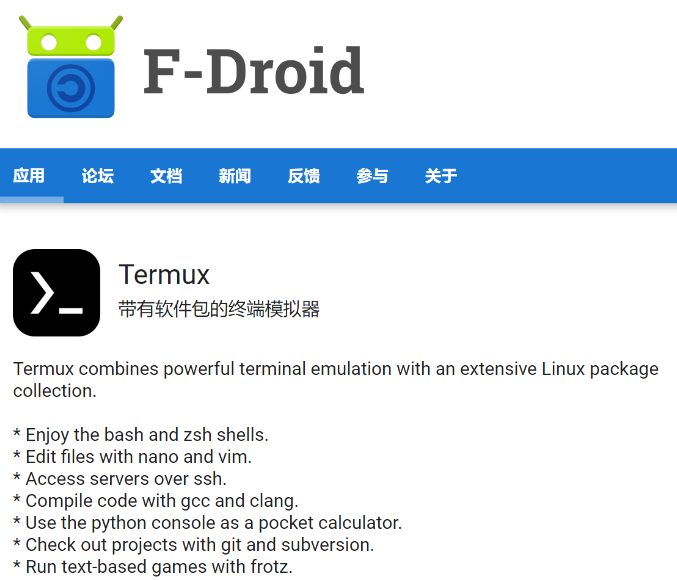 F-Droid
应用 论坛 文档 新闻 反馈 参与 关于
Termux
带有软件包的终端模拟器
Termux combines powerful terminal emulation with an extensive Linux package
collection.
* Enjoy the bash and zsh shells.
* Edit files with nano and vim.
* Access servers over ssh.
* Compile code with gcc and clang.
* Use the python console as a pocket calculator.
* Check out projects with git and subversion.
* Run text-based games with frotz.